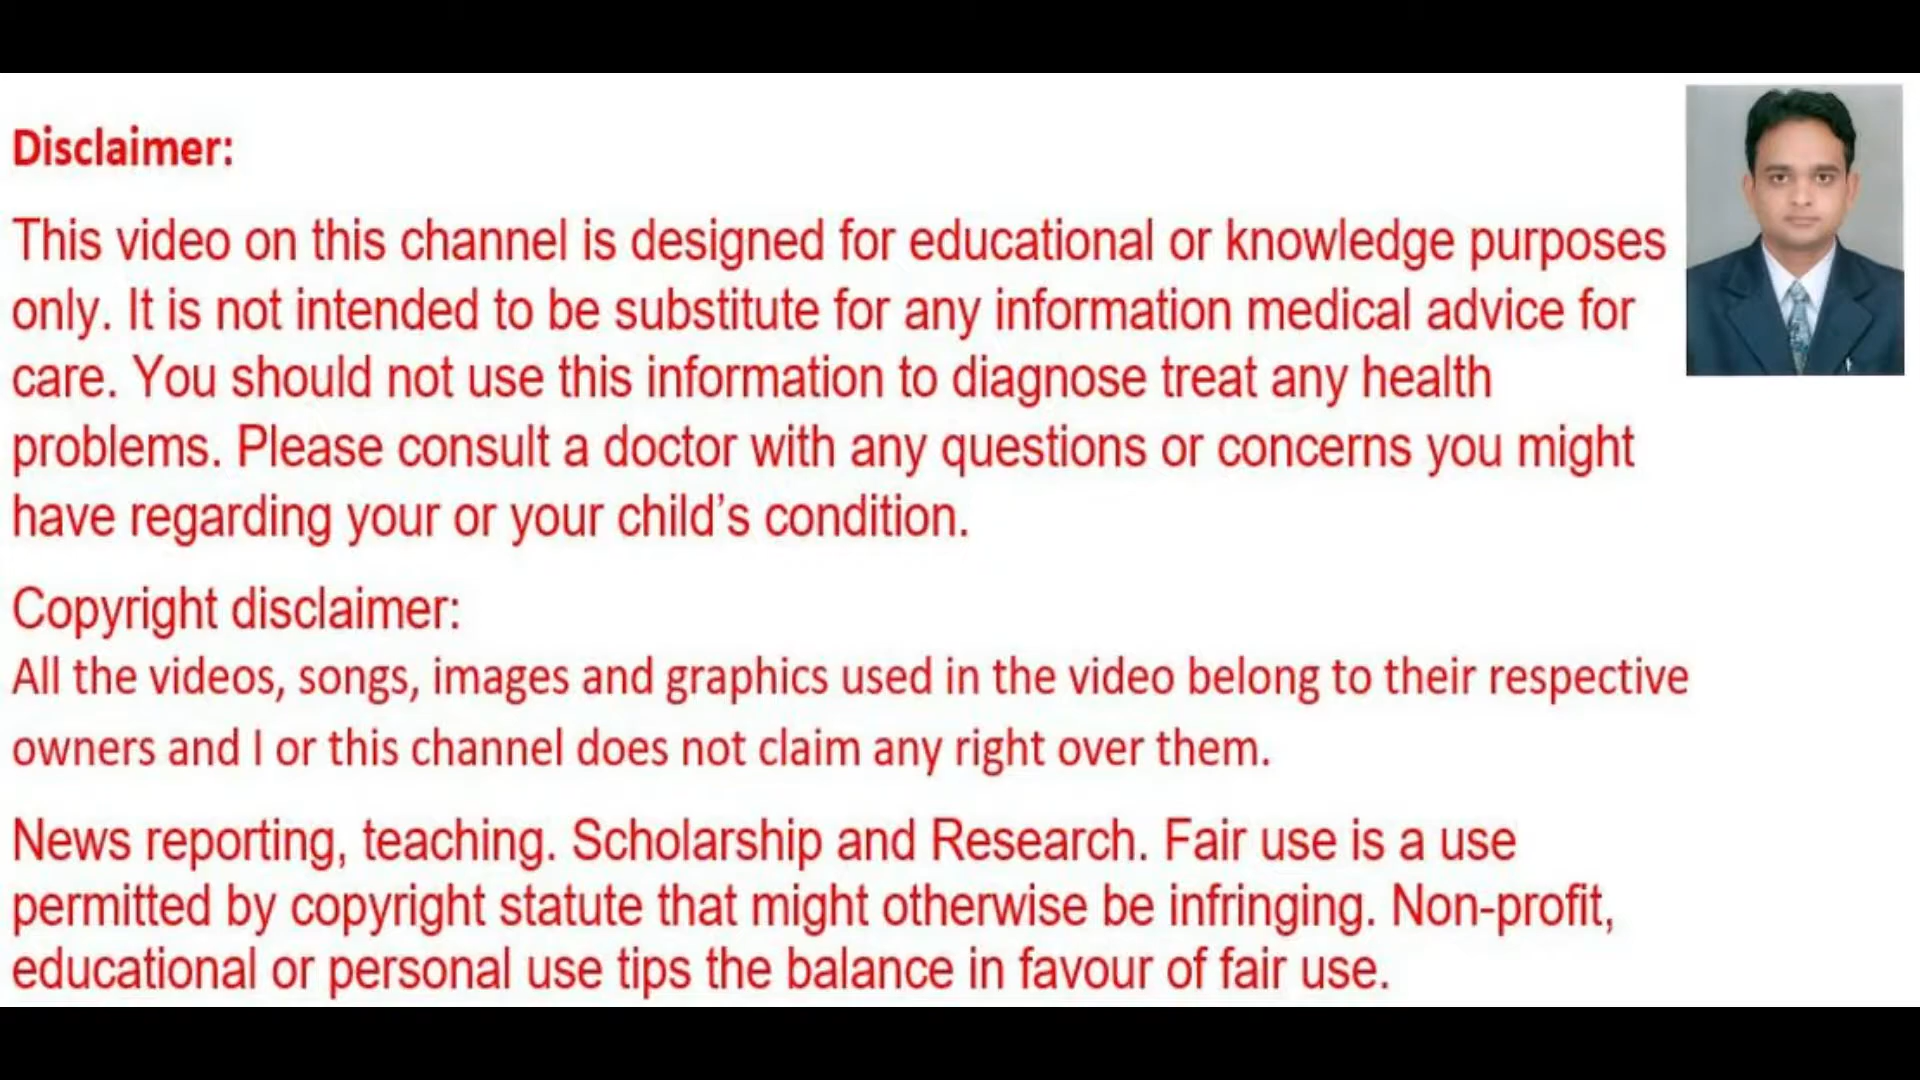 Disclaimer:
This video on this channel is designed for educational or knowledge purposes
only. It is not intended to be substitute for any information medical advice for
care. You should not use this information to diagnose treat any health
problems. Please consult a doctor with any questions or concerns you might
have regarding your or your child’s condition.
Copyright disclaimer:
All the videos, songs, images and graphics used in the video belong to their respective
owners and I or this channel does not claim any right over them.
News reporting, teaching. Scholarship and Research. Fair use is a use
permitted by copyright statute that might otherwise be infringing. Non-profit,
educational or personal use tips the balance in favour of fair use.